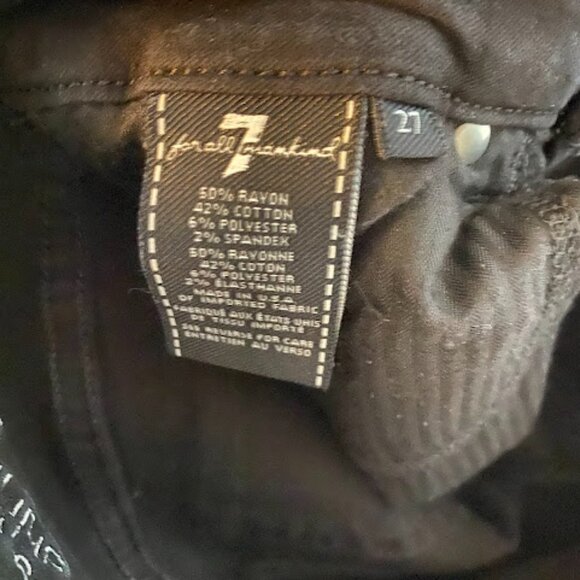 7
for all mankind
27
50% RAYON
42% COTTON
6% POLYESTER
2% SPANDEX
50% RAYONNE
42% COTON
6% POLYESTER
2% ÉLASTHANNE
MADE IN U.S.A
OF IMPORTED FABRIC
FABRIQUÉ AUX ÉTATS UNIS
DE TISSU IMPORTÉ
SEE REVERSE FOR CARE
ENTRETIEN AU VERSO